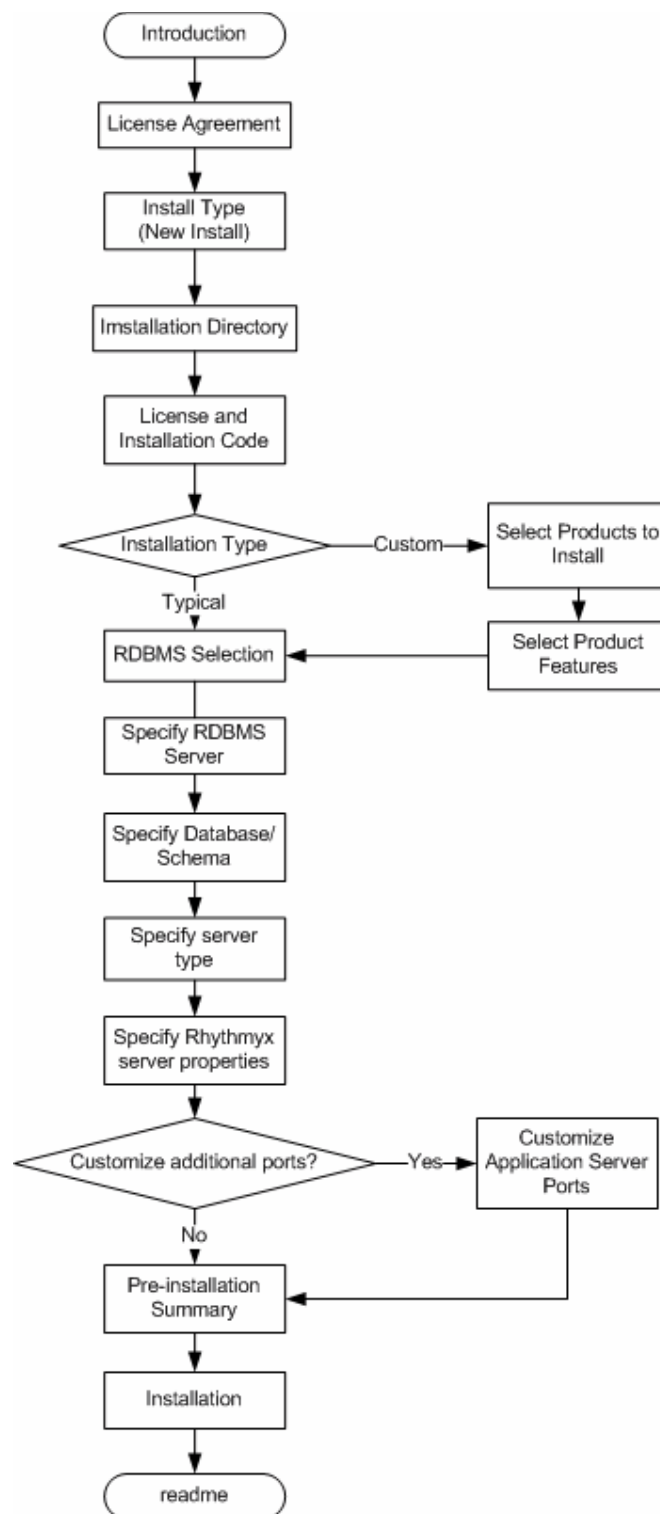 Introduction
License Agreement
Install Type
(New Install)
Imstallation Directory
License and
Installation Code
Installation Type
Custom
Select Products to
Install
Typical
Select Product
Features
RDBMS Selection
Specify RDBMS
Server
Specify Database/
Schema
Specify server
type
Specify Rhythmyx
server properties
Customize additional ports?
Yes
Customize
Application Server
Ports
No
Pre-installation
Summary
Installation
readme